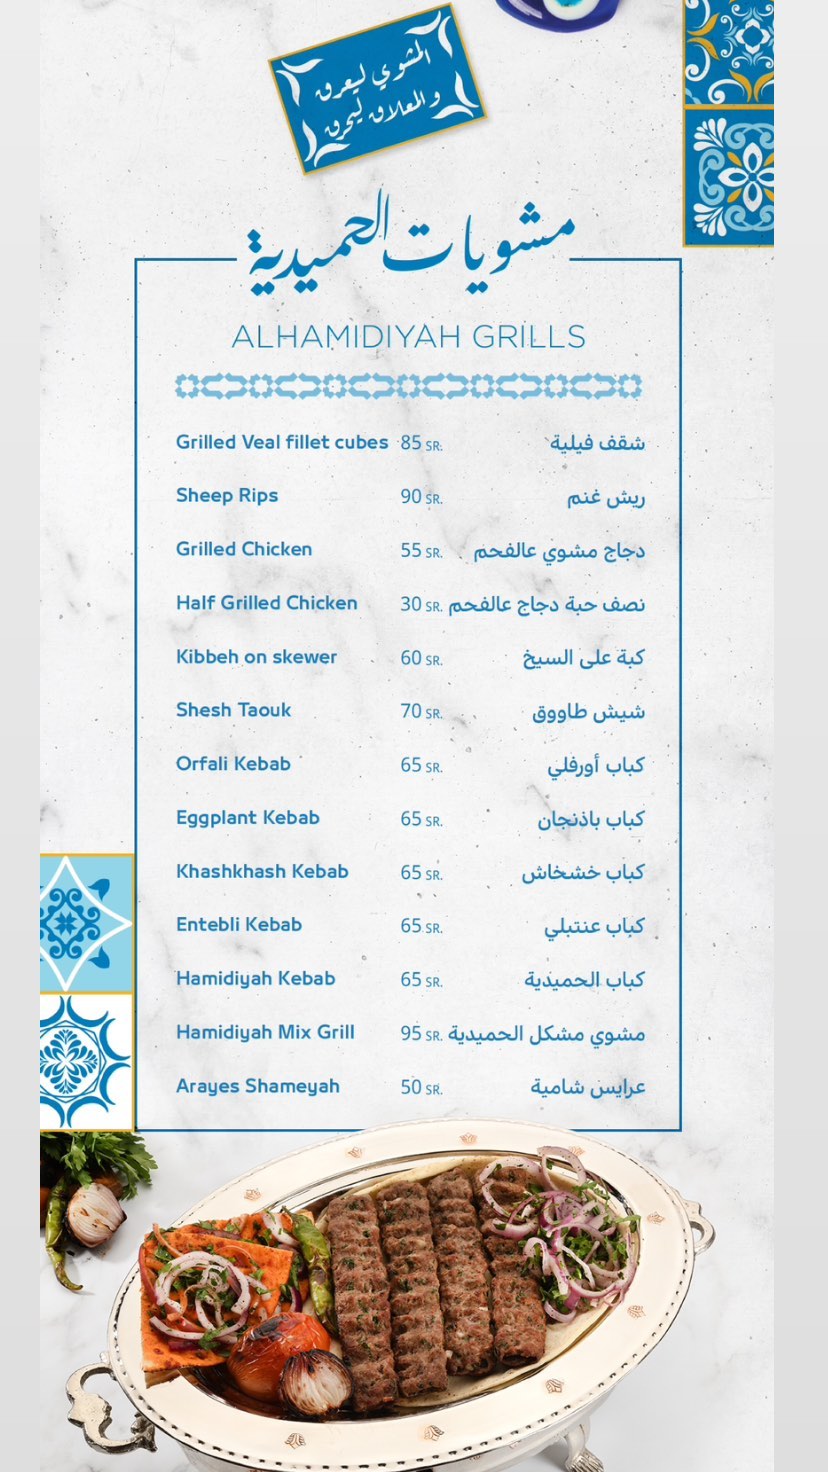 المشوي ليعرق
و المعلاق ليحرق
مشويات الحميدية
ALHAMIDIYAH GRILLS
Grilled Veal fillet cubes 85 SR. شقف فيلية
Sheep Rips 90 SR. ريش غنم
Grilled Chicken 55 SR. دجاج مشوي عالفحم
Half Grilled Chicken 30 SR. نصف حبة دجاج عالفحم
Kibbeh on skewer 60 SR. كبة على السيخ
Shesh Taouk 70 SR. شيش طاووق
Orfali Kebab 65 SR. كباب أورفلي
Eggplant Kebab 65 SR. كباب باذنجان
Khashkhash Kebab 65 SR. كباب خشخاش
Entebli Kebab 65 SR. كباب عنتبلي
Hamidiyah Kebab 65 SR. كباب الحميدية
Hamidiyah Mix Grill 95 SR. مشوي مشكل الحميدية
Arayes Shameyah 50 SR. عرايس شامية